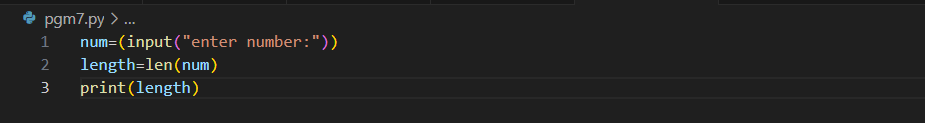 pgm7.py > ...
1 num=(input("enter number:"))
2 length=len(num)
3 print(length)